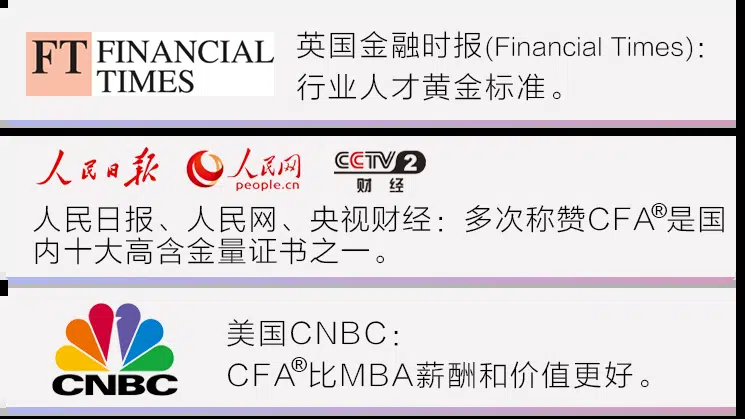 FT FINANCIAL
TIMES
英国金融时报(Financial Times)：
行业人才黄金标准。
人民日报
人民网
people.cn
CCTV2
财经
人民日报、人民网、央视财经：多次称赞CFA®是国
内十大高含金量证书之一。
CNBC
美国CNBC：
CFA®比MBA薪酬和价值更好。